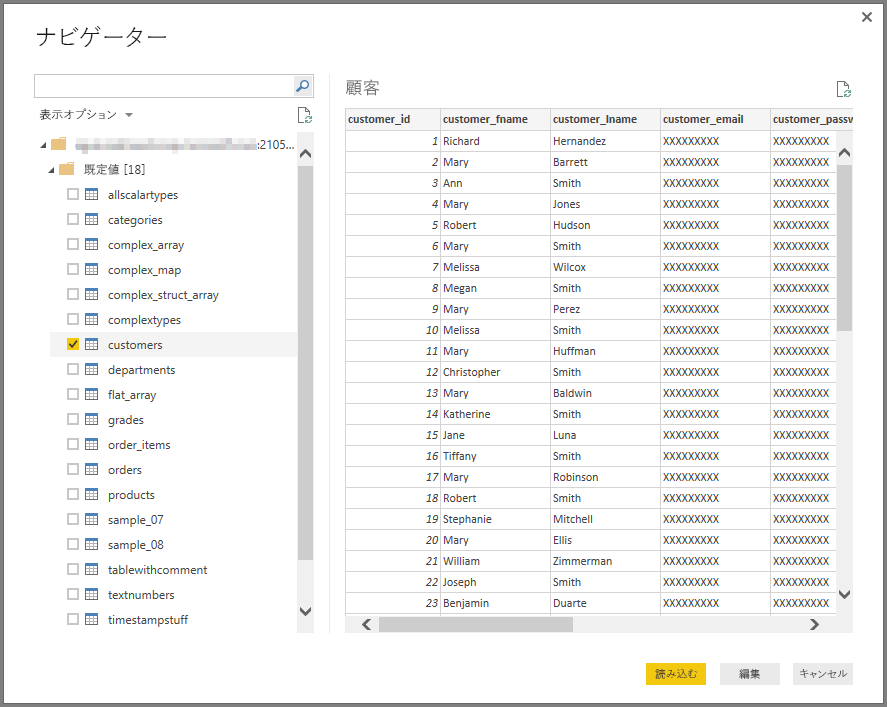 ナビゲーター
表示オプション
:2105...
既定値 [18]
allscalartypes
categories
complex_array
complex_map
complex_struct_array
complextypes
customers
departments
flat_array
grades
order_items
orders
products
sample_07
sample_08
tablewithcomment
textnumbers
timestampstuff
顧客
customer_id customer_fname customer_lname customer_email customer_passw
1 Richard Hernandez XXXXXXXXX XXXXXXXXX
2 Mary Barrett XXXXXXXXX XXXXXXXXX
3 Ann Smith XXXXXXXXX XXXXXXXXX
4 Mary Jones XXXXXXXXX XXXXXXXXX
5 Robert Hudson XXXXXXXXX XXXXXXXXX
6 Mary Smith XXXXXXXXX XXXXXXXXX
7 Melissa Wilcox XXXXXXXXX XXXXXXXXX
8 Megan Smith XXXXXXXXX XXXXXXXXX
9 Mary Perez XXXXXXXXX XXXXXXXXX
10 Melissa Smith XXXXXXXXX XXXXXXXXX
11 Mary Huffman XXXXXXXXX XXXXXXXXX
12 Christopher Smith XXXXXXXXX XXXXXXXXX
13 Mary Baldwin XXXXXXXXX XXXXXXXXX
14 Katherine Smith XXXXXXXXX XXXXXXXXX
15 Jane Luna XXXXXXXXX XXXXXXXXX
16 Tiffany Smith XXXXXXXXX XXXXXXXXX
17 Mary Robinson XXXXXXXXX XXXXXXXXX
18 Robert Smith XXXXXXXXX XXXXXXXXX
19 Stephanie Mitchell XXXXXXXXX XXXXXXXXX
20 Mary Ellis XXXXXXXXX XXXXXXXXX
21 William Zimmerman XXXXXXXXX XXXXXXXXX
22 Joseph Smith XXXXXXXXX XXXXXXXXX
23 Benjamin Duarte XXXXXXXXX XXXXXXXXX
読み込む 編集 キャンセル